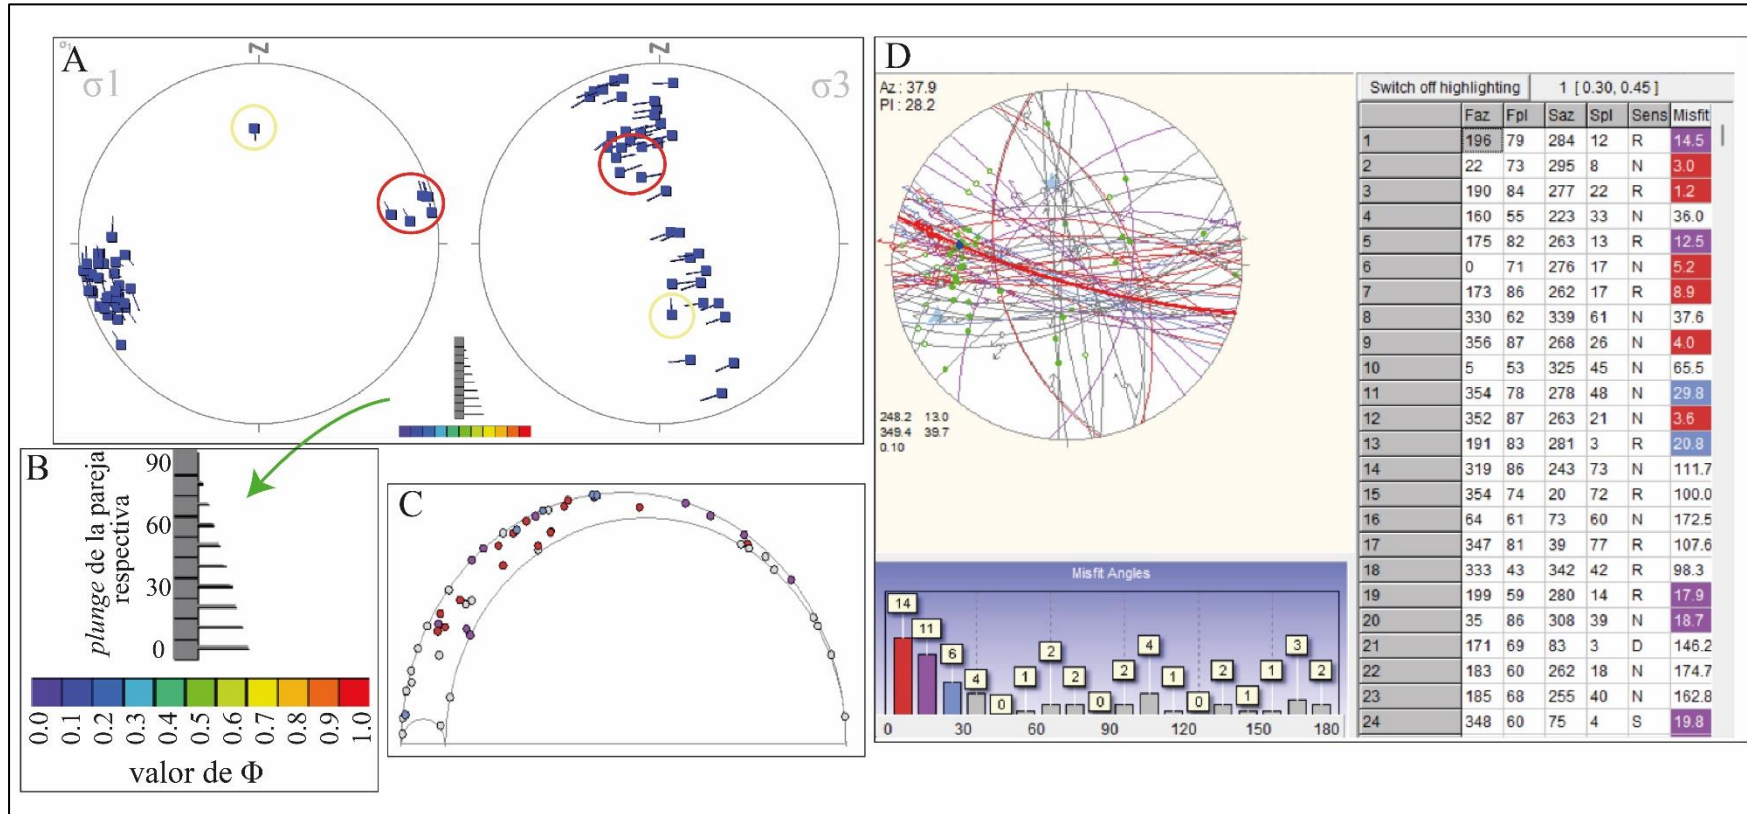 A
σ1
σ1
N
N
σ3
B
90
60
30
0
plunge de la pareja
respectiva
0.0 0.1 0.2 0.3 0.4 0.5 0.6 0.7 0.8 0.9 1.0
valor de Φ
C
D
Az : 37.9
Pl : 28.2
248.2 13.0
349.4 39.7
0.10
Misfit Angles
14 11 6 4 0 1 2 2 0 2 4 1 0 2 1 1 3 2
0 30 60 90 120 150 180
Switch off highlighting 1 [ 0.30, 0.45 ]
Faz Fpl Saz Spl Sens Misfit
1 196 79 284 12 R 14.5
2 22 73 295 8 N 3.0
3 190 84 277 22 R 1.2
4 160 55 223 33 N 36.0
5 175 82 263 13 R 12.5
6 0 71 276 17 N 5.2
7 173 86 262 17 R 8.9
8 330 62 339 61 N 37.6
9 356 87 268 26 N 4.0
10 5 53 325 45 N 65.5
11 354 78 278 48 N 29.8
12 352 87 263 21 N 3.6
13 191 83 281 3 R 20.8
14 319 86 243 73 N 111.7
15 354 74 20 72 R 100.0
16 64 61 73 60 N 172.5
17 347 81 39 77 R 107.6
18 333 43 342 42 R 98.3
19 199 59 280 14 R 17.9
20 35 86 308 39 N 18.7
21 171 69 83 3 D 146.2
22 183 60 262 18 N 174.7
23 185 68 255 40 N 162.8
24 348 60 75 4 S 19.8